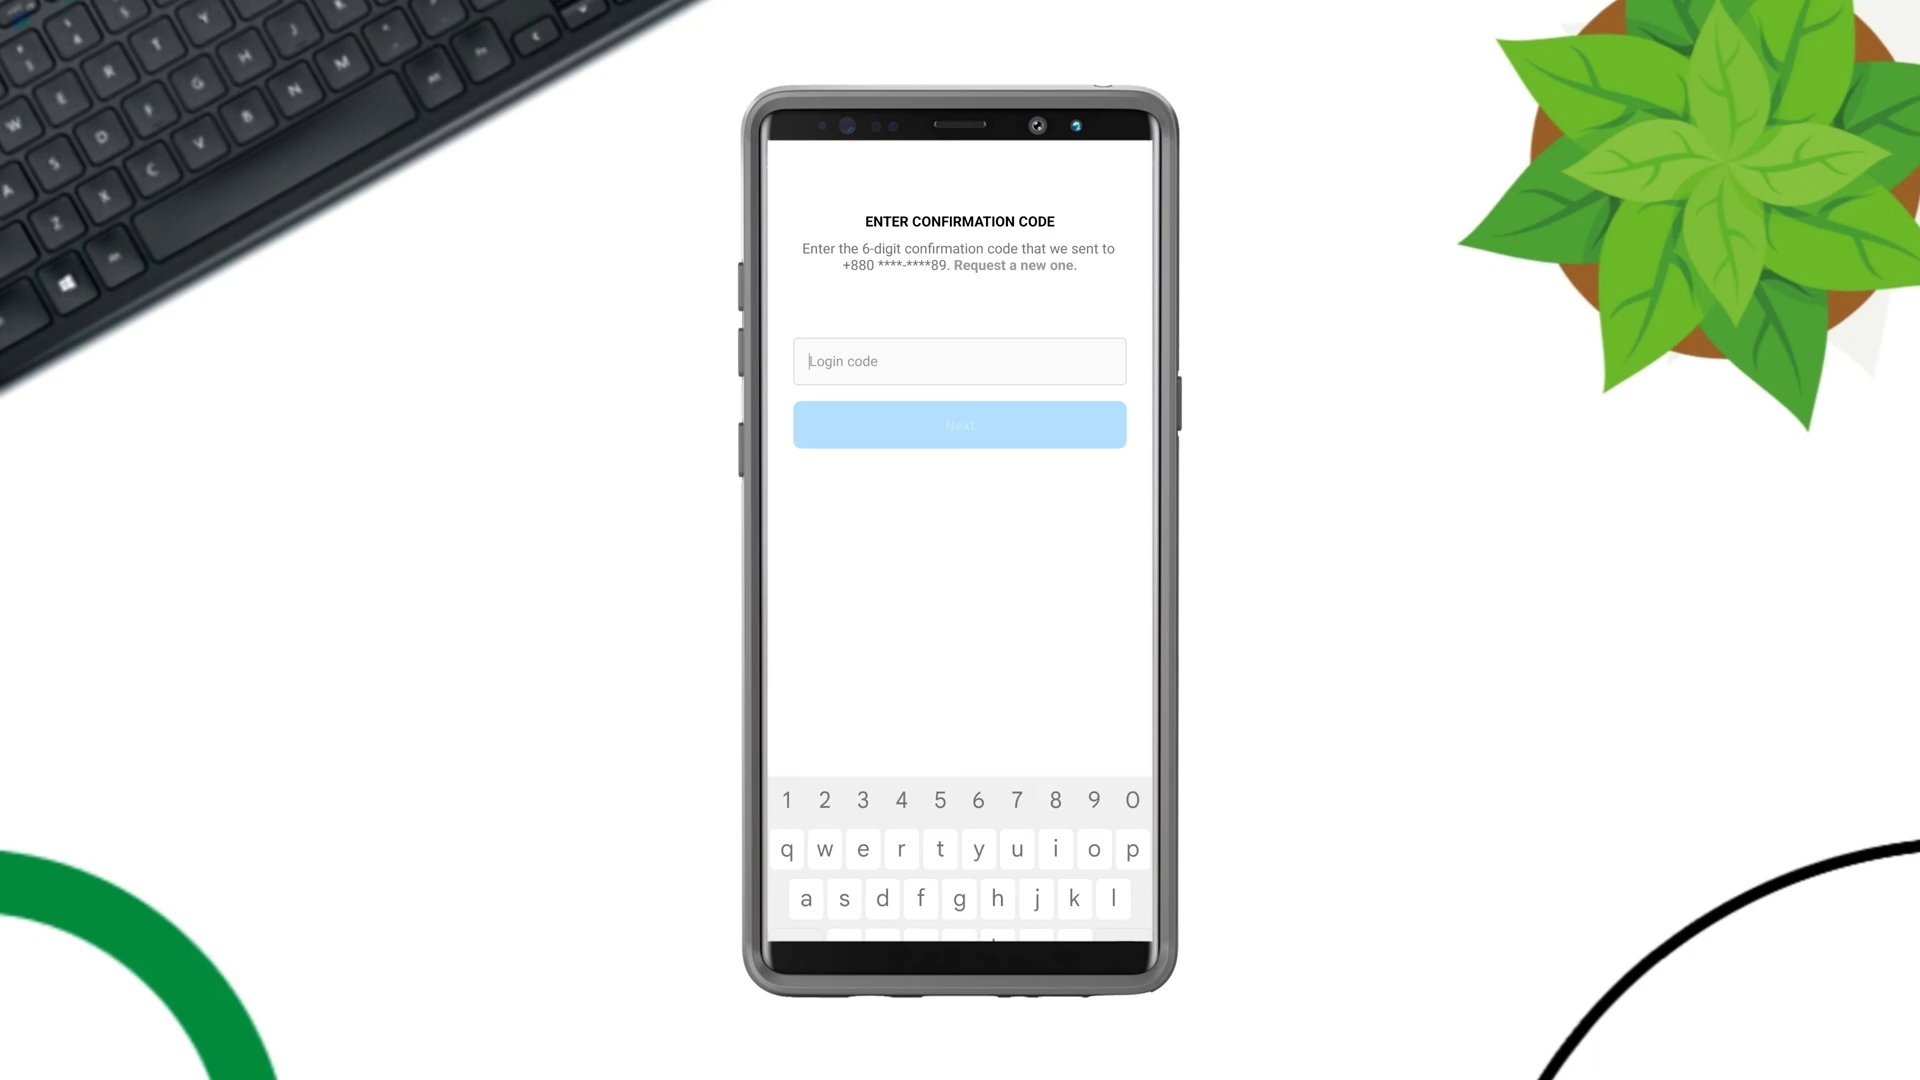 ENTER CONFIRMATION CODE
Enter the 6-digit confirmation code that we sent to
+880 ****-****89. Request a new one.
Login code
Next
1 2 3 4 5 6 7 8 9 0
q w e r t y u i o p
a s d f g h j k l
R T Y
W E D F G H J K
A S X C V B N M
Z